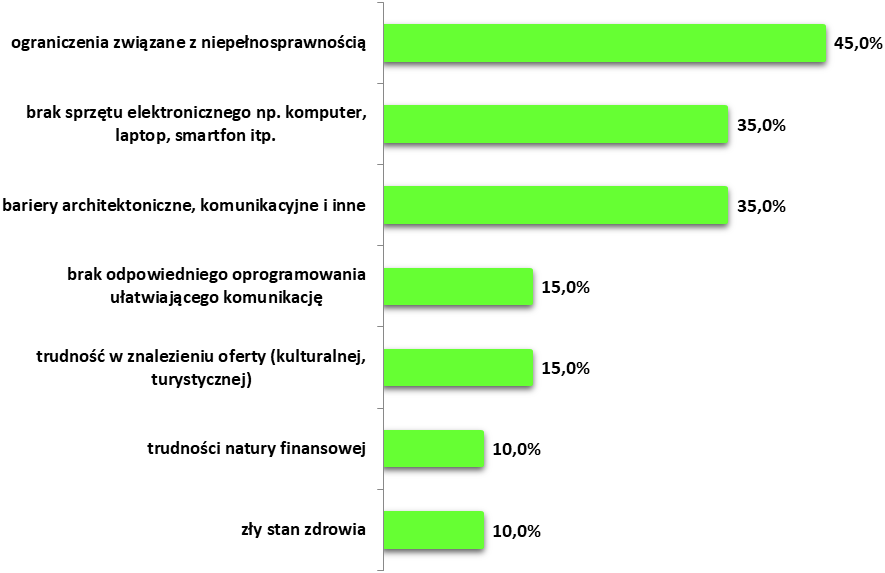 ograniczenia związane z niepełnosprawnością
45,0%
brak sprzętu elektronicznego np. komputer,
laptop, smartfon itp.
35,0%
bariery architektoniczne, komunikacyjne i inne
35,0%
brak odpowiedniego oprogramowania
ułatwiającego komunikację
15,0%
trudność w znalezieniu oferty (kulturalnej,
turystycznej)
15,0%
trudności natury finansowej
10,0%
zły stan zdrowia
10,0%